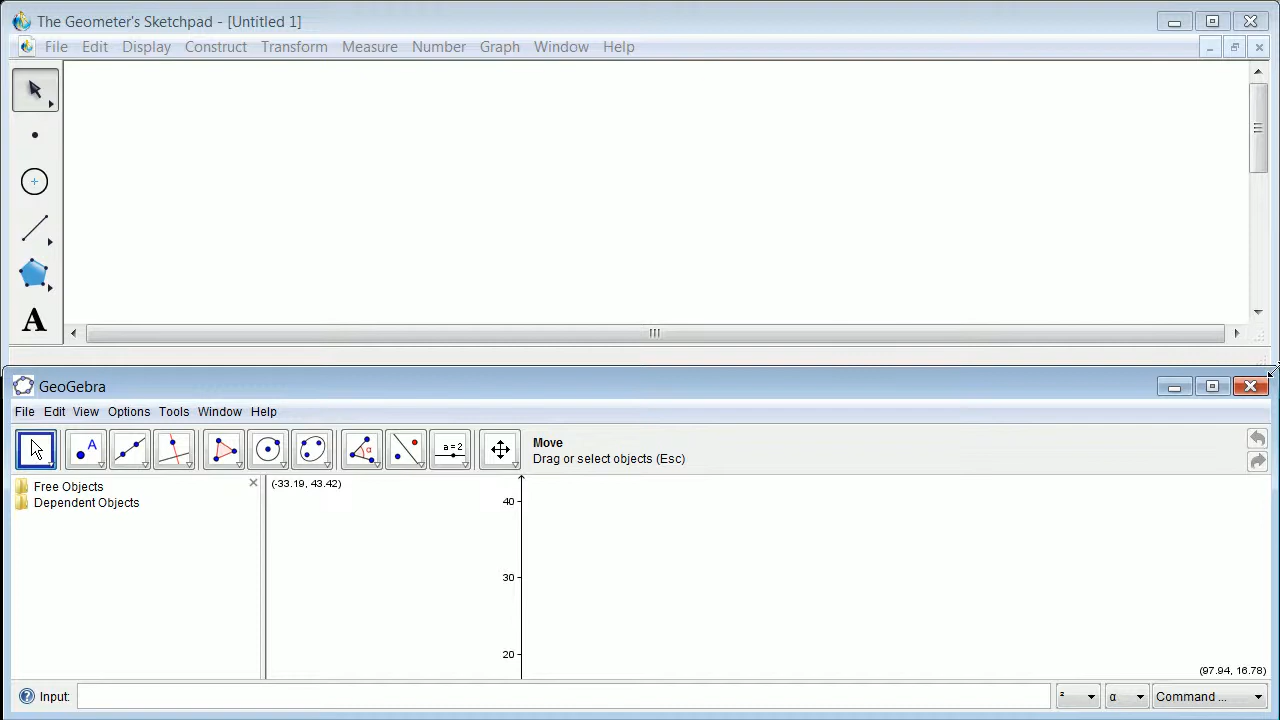 The Geometer's Sketchpad - [Untitled 1]
File Edit Display Construct Transform Measure Number Graph Window Help
A
GeoGebra
File Edit View Options Tools Window Help
A
α
a = 2
Move
Drag or select objects (Esc)
Free Objects
Dependent Objects
(-33.19, 43.42)
40
30
20
(97.94, 16.78)
Input:
²
α
Command ...